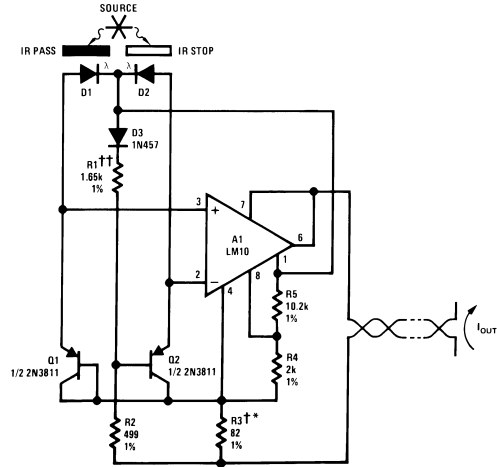 SOURCE
IR PASS
IR STOP
λ
λ
D1
D2
D3
1N457
R1††
1.65k
1%
3
+
7
A1
LM10
6
1
2
−
8
4
R5
10.2k
1%
Q1
1/2 2N3811
Q2
1/2 2N3811
R4
2k
1%
IOUT
R2
499
1%
R3†*
82
1%